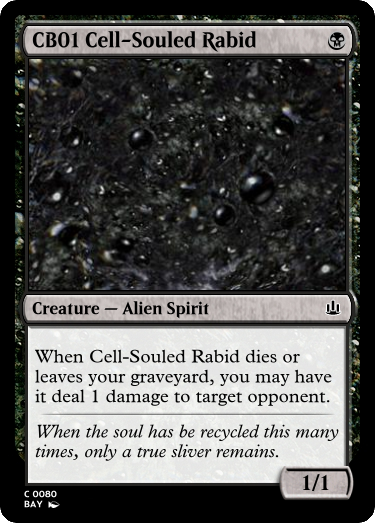 CB01 Cell-Souled Rabid
Creature — Alien Spirit
When Cell-Souled Rabid dies or
leaves your graveyard, you may have
it deal 1 damage to target opponent.
When the soul has been recycled this many
times, only a true sliver remains.
1/1
C 0080
BAY